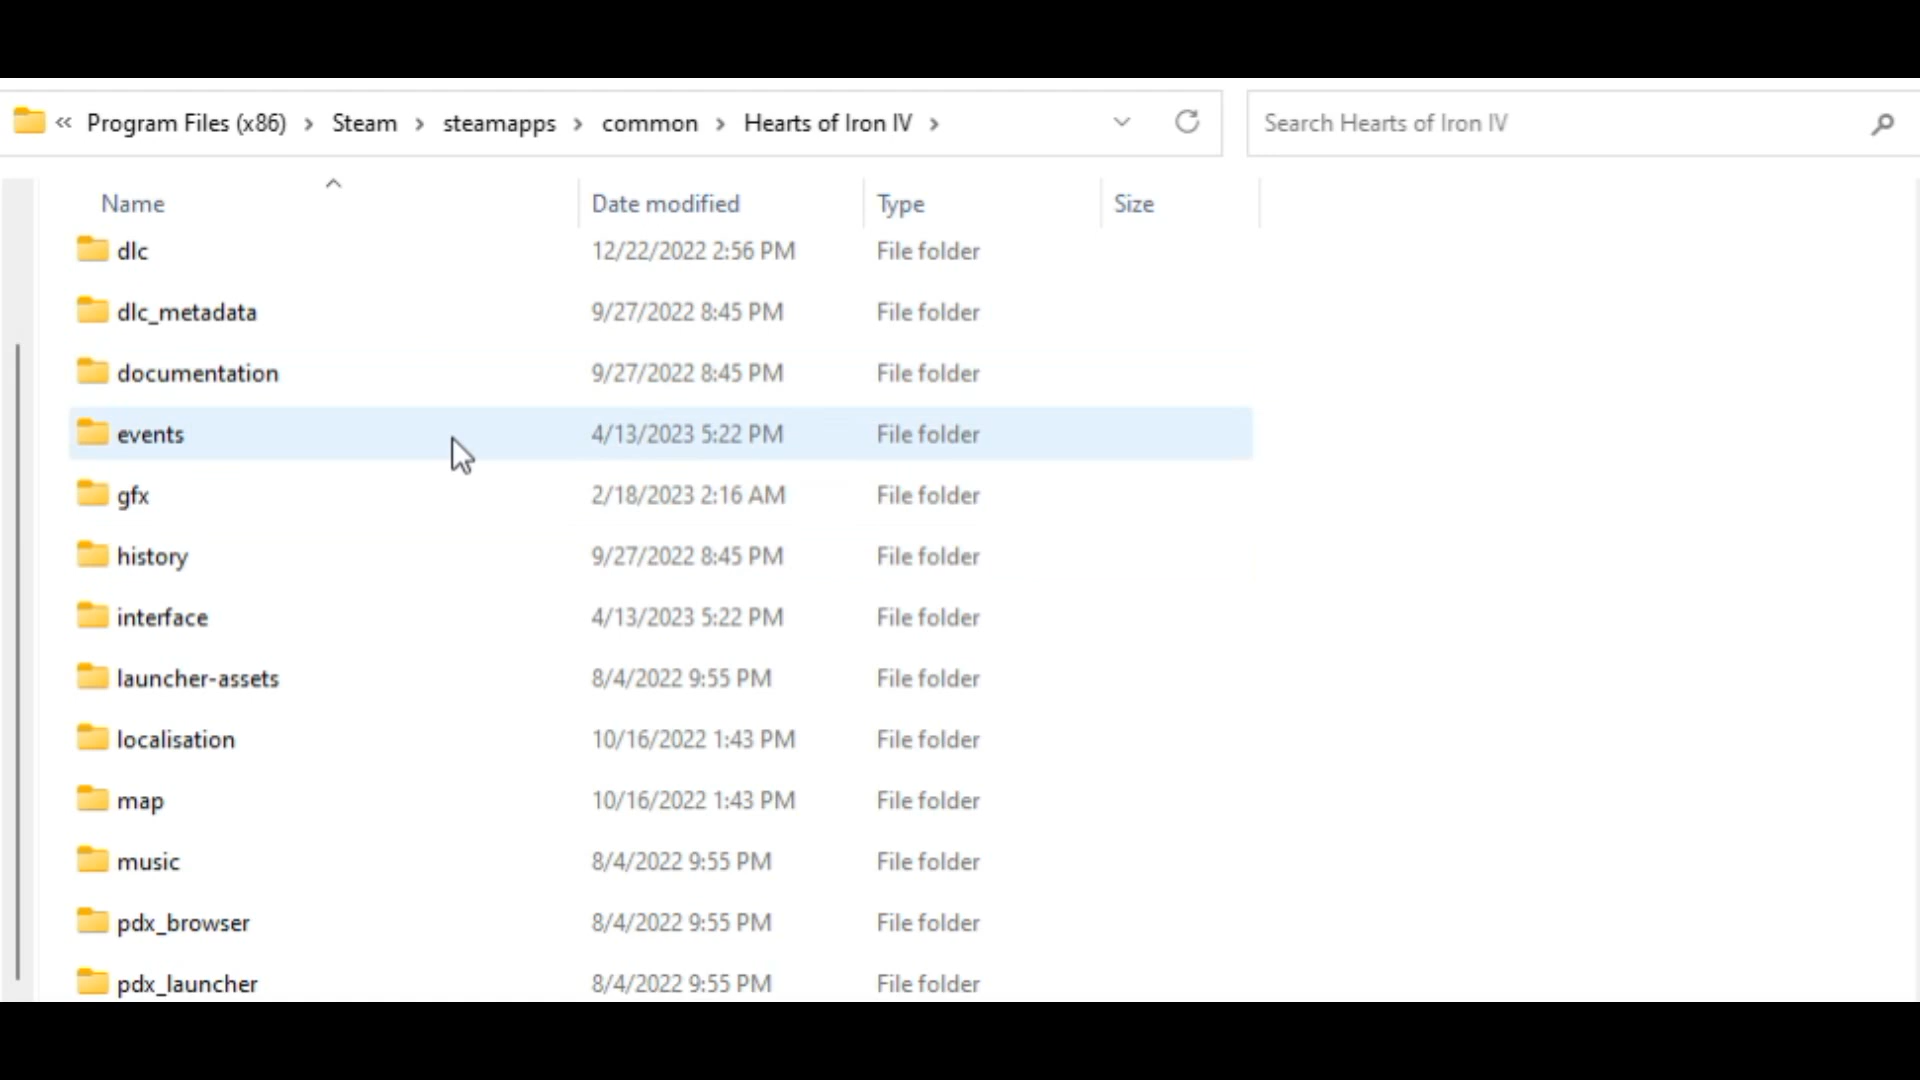 « Program Files (x86) > Steam > steamapps > common > Hearts of Iron IV > Search Hearts of Iron IV
Name Date modified Type Size
dlc 12/22/2022 2:56 PM File folder
dlc_metadata 9/27/2022 8:45 PM File folder
documentation 9/27/2022 8:45 PM File folder
events 4/13/2023 5:22 PM File folder
gfx 2/18/2023 2:16 AM File folder
history 9/27/2022 8:45 PM File folder
interface 4/13/2023 5:22 PM File folder
launcher-assets 8/4/2022 9:55 PM File folder
localisation 10/16/2022 1:43 PM File folder
map 10/16/2022 1:43 PM File folder
music 8/4/2022 9:55 PM File folder
pdx_browser 8/4/2022 9:55 PM File folder
pdx_launcher 8/4/2022 9:55 PM File folder